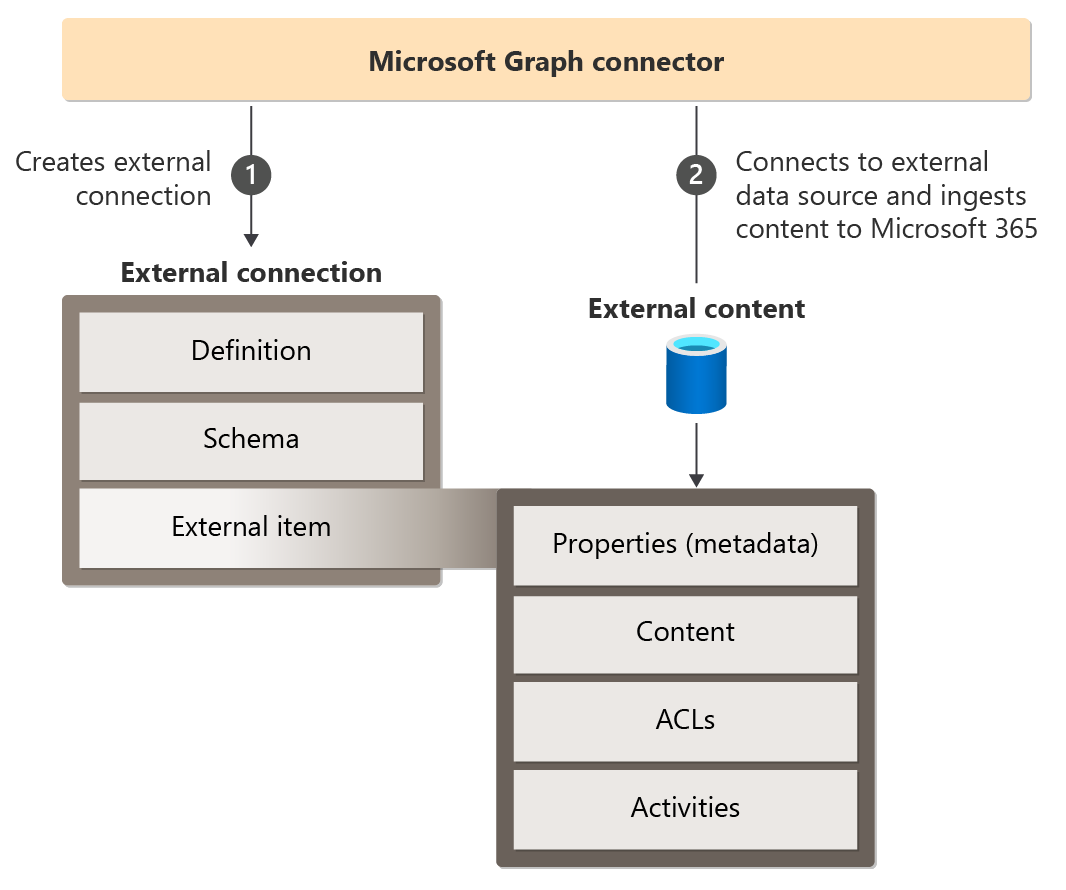 Microsoft Graph connector
1
Creates external
connection
2
Connects to external
data source and ingests
content to Microsoft 365
External connection
Definition
Schema
External item
External content
Properties (metadata)
Content
ACLs
Activities